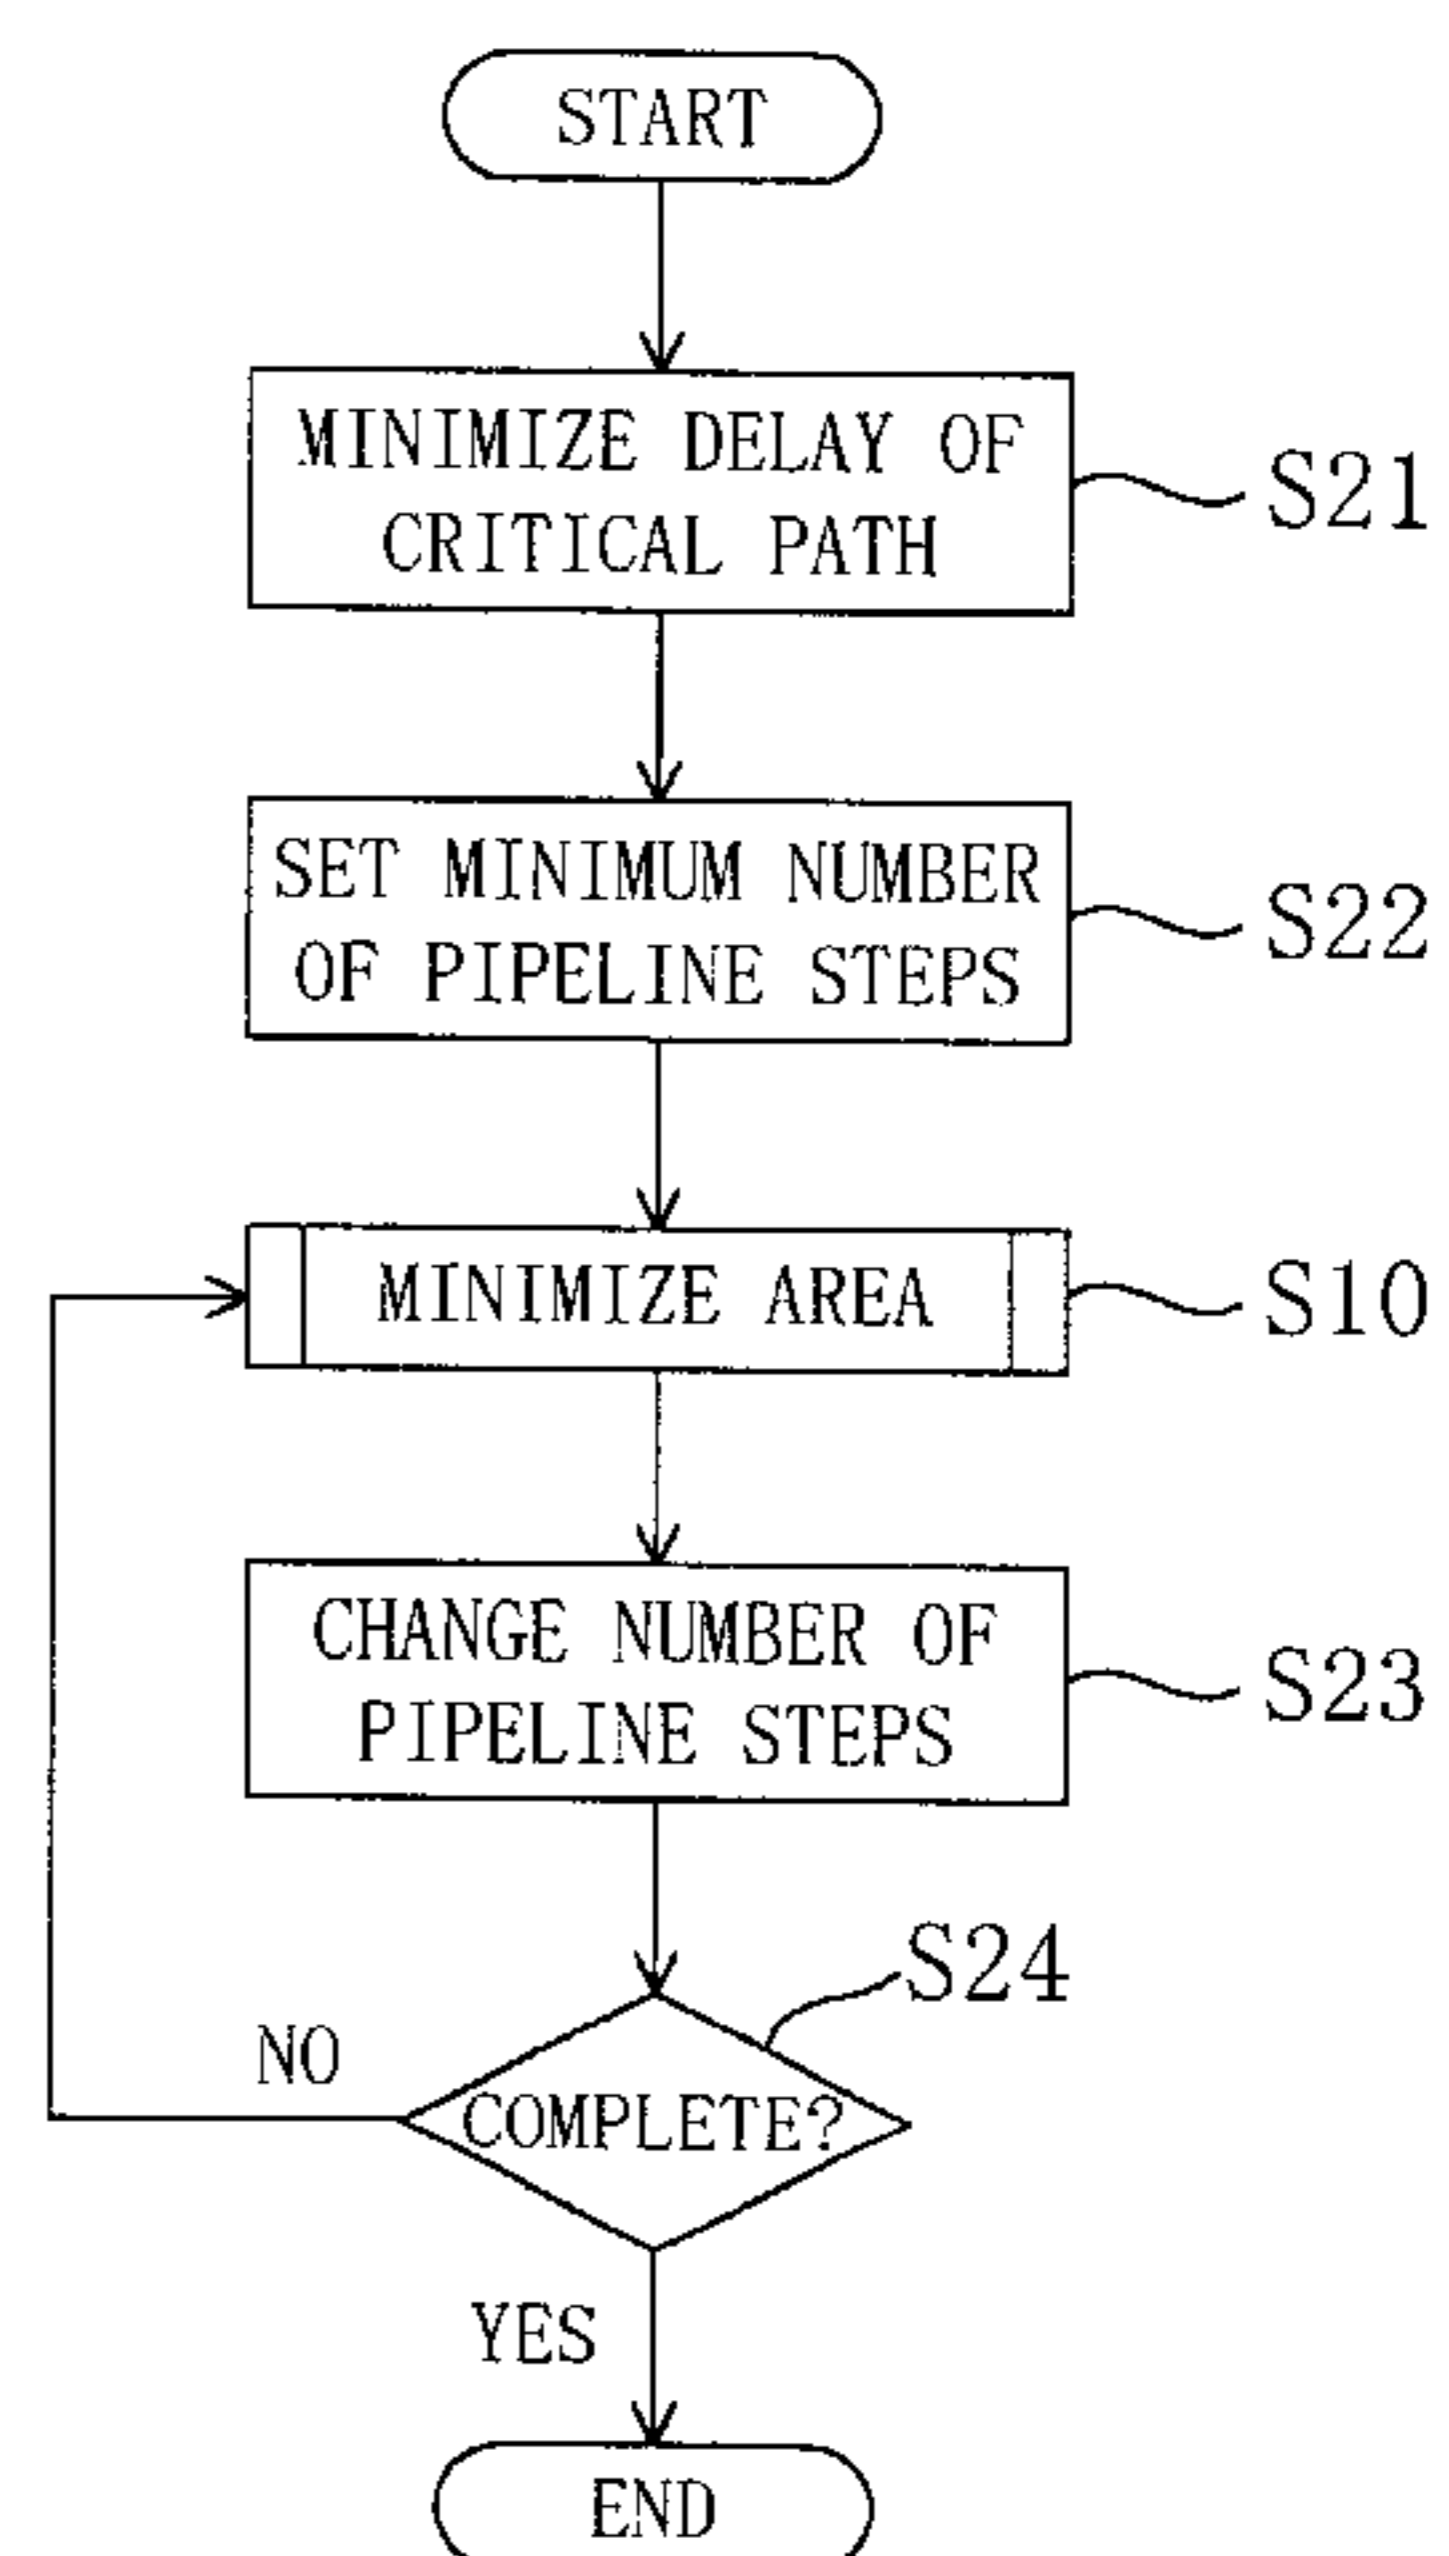 START
MINIMIZE DELAY OF
CRITICAL PATH
S21
SET MINIMUM NUMBER
OF PIPELINE STEPS
S22
MINIMIZE AREA
S10
CHANGE NUMBER OF
PIPELINE STEPS
S23
S24
COMPLETE?
NO
YES
END